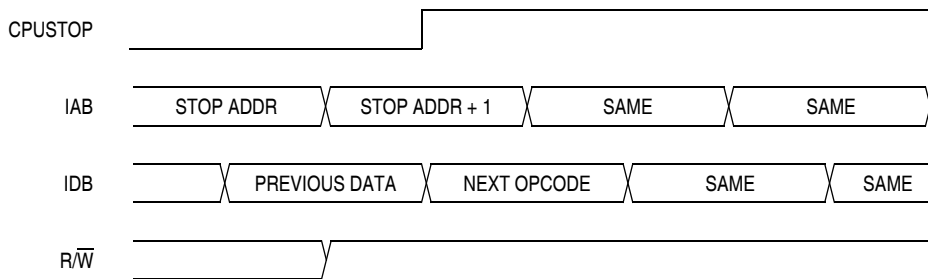 CPUSTOP
IAB STOP ADDR STOP ADDR + 1 SAME SAME
IDB PREVIOUS DATA NEXT OPCODE SAME SAME
R/W̅